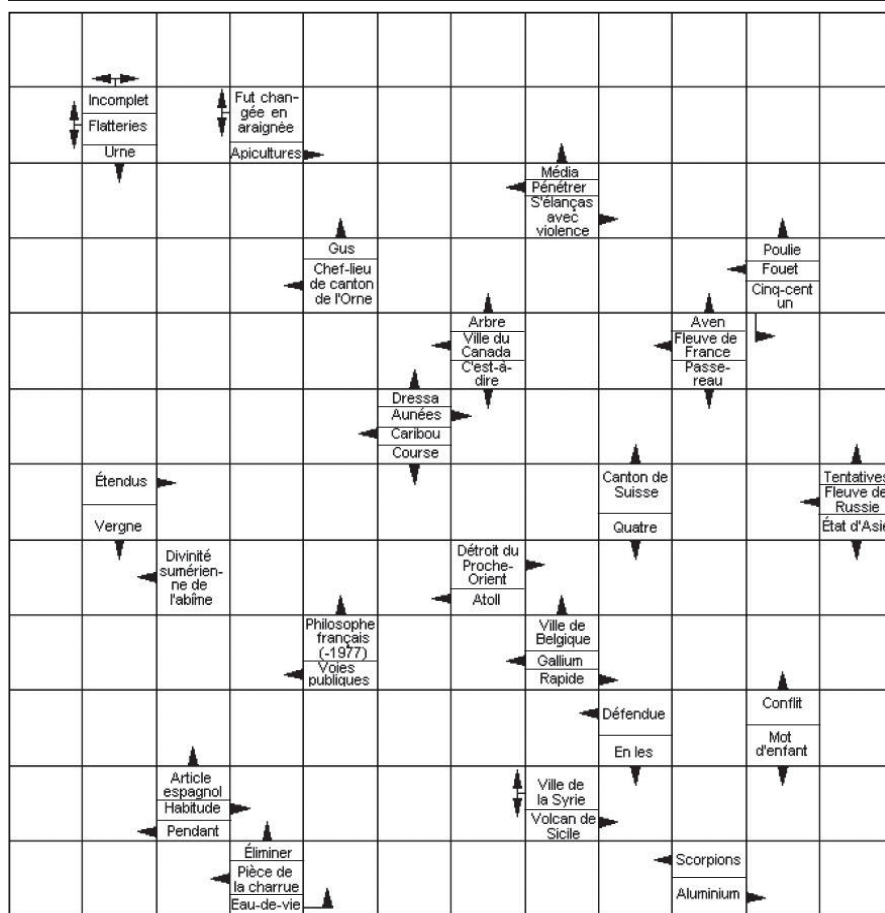 Incomplet
Flatteries
Urne
Fut chan-
gée en
araignée
Apicultures
Média
Pénétrer
S'élanças
avec
violence
Gus
Chef-lieu
de canton
de l'Orne
Poulie
Fouet
Cinq-cent
un
Arbre
Ville du
Canada
C'est-à-
dire
Aven
Fleuve de
France
Passe-
reau
Dressa
Aunées
Caribou
Course
Étendus
Vergne
Canton de
Suisse
Quatre
Tentatives
Fleuve de
Russie
État d'Asie
Divinité
sumérien-
ne de
l'abîme
Détroit du
Proche-
Orient
Atoll
Philosophe
français
(-1977)
Voies
publiques
Ville de
Belgique
Gallium
Rapide
Défendue
En les
Conflit
Mot
d'enfant
Article
espagnol
Habitude
Pendant
Ville de
la Syrie
Volcan de
Sicile
Éliminer
Pièce de
la charrue
Eau-de-vie
Scorpions
Aluminium